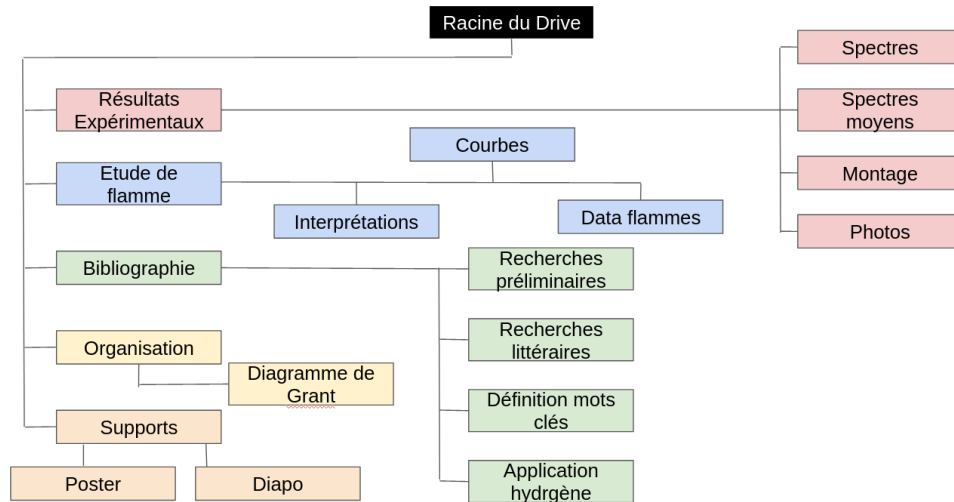 Racine du Drive
Spectres
Résultats
Expérimentaux
Spectres
moyens
Courbes
Etude de
flamme
Montage
Interprétations
Data flammes
Photos
Bibliographie
Recherches
préliminaires
Organisation
Recherches
littéraires
Diagramme de
Grant
Définition mots
clés
Supports
Poster
Diapo
Application
hydrgène